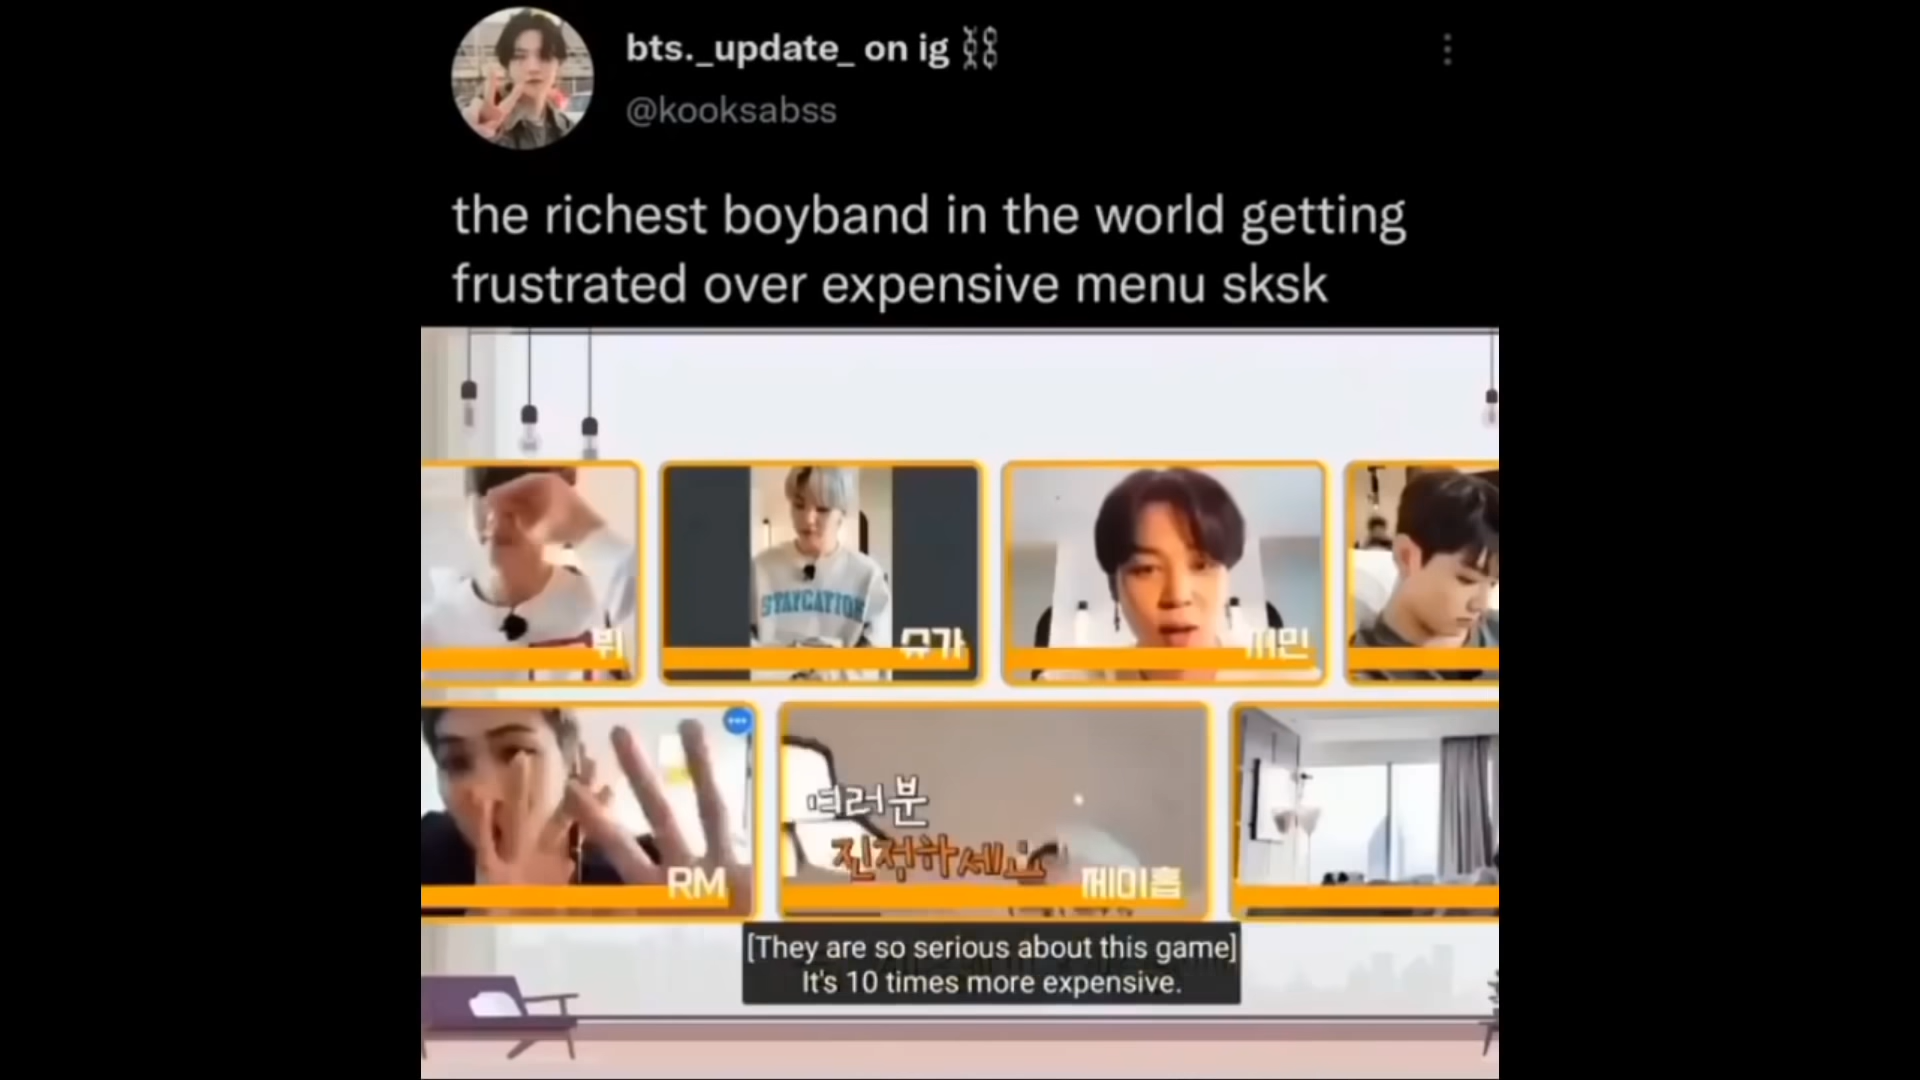 bts._update_ on ig ⛓⛓
@kooksabss
the richest boyband in the world getting
frustrated over expensive menu sksk
뷔
슈가
STAYCATION
RM
여러분
진정하세요
제이홉
[They are so serious about this game]
It's 10 times more expensive.